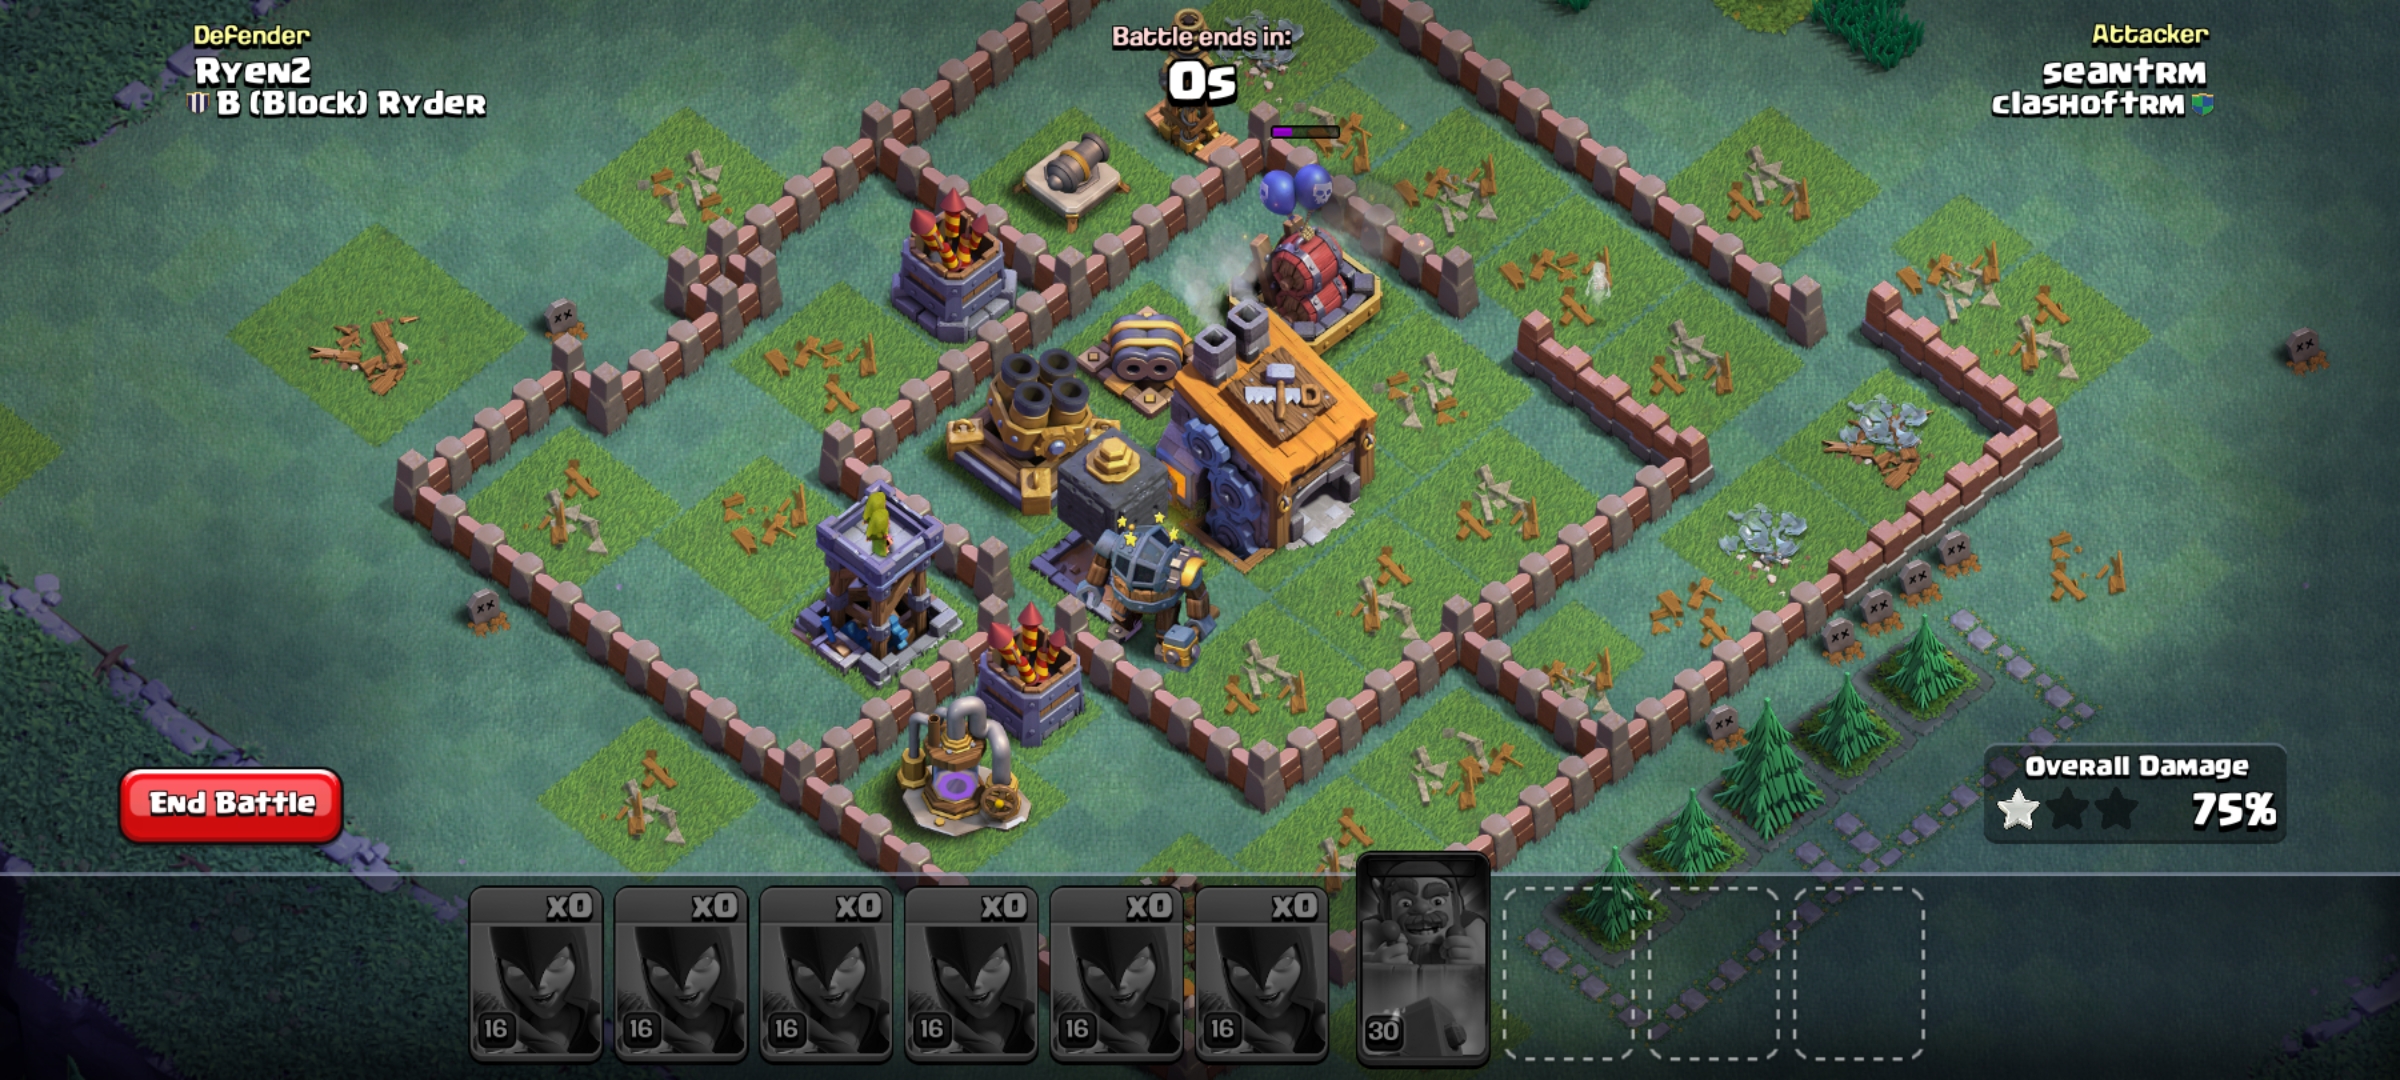 Defender
Ryen2
B (Block) Ryder
Battle ends in:
0s
Attacker
seantrm
clashoftrm
End Battle
Overall Damage
75%
x0
x0
x0
x0
x0
x0
16
16
16
16
16
16
30